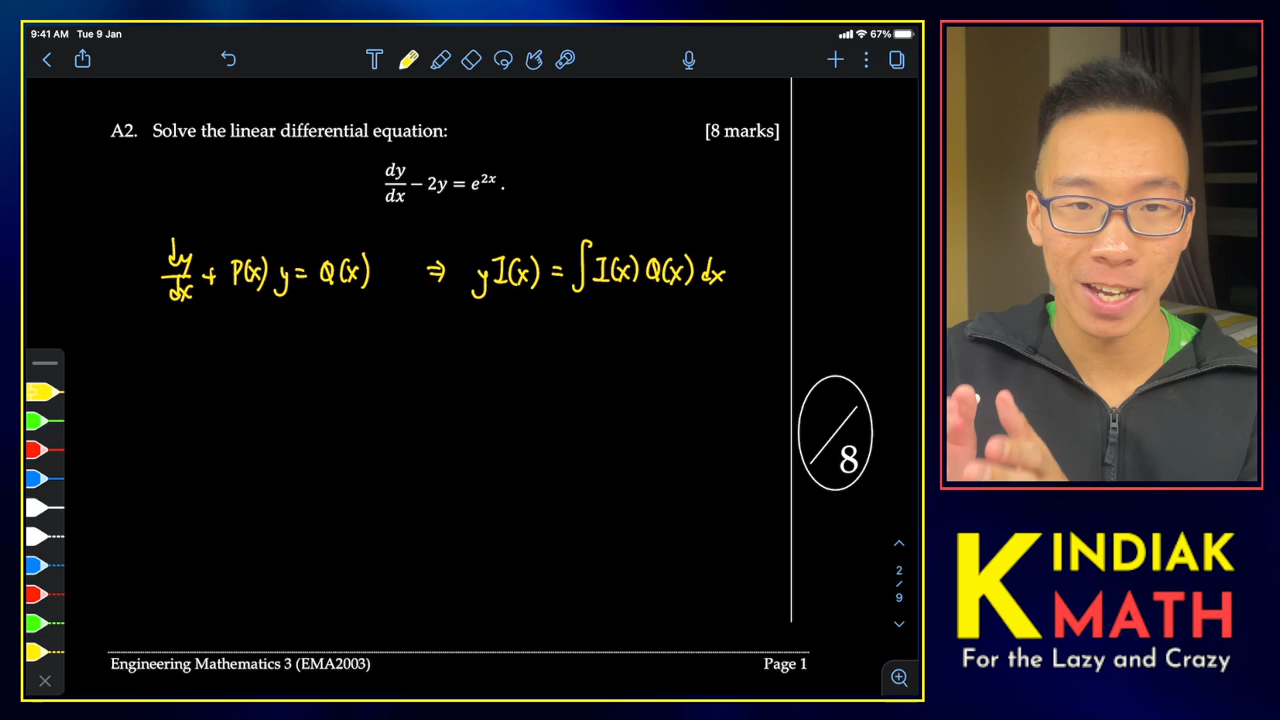 9:41 AM Tue 9 Jan
67%
A2. Solve the linear differential equation: [8 marks]
dy/dx − 2y = e^{2x} .
dy/dx + P(x) y = Q(x) ⇒ y I(x) = ∫ I(x) Q(x) dx
/8
2/9
Engineering Mathematics 3 (EMA2003) Page 1
KINDIAK
MATH
For the Lazy and Crazy